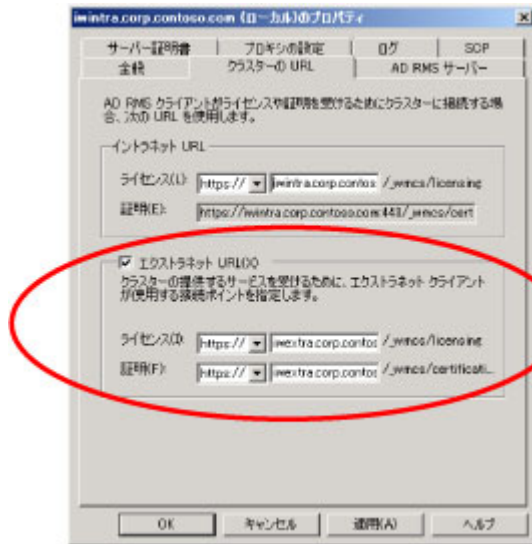 iwintra.corp.contoso.com (ローカル)のプロパティ
サーバー証明書 プロキシの設定 ログ SCP
全般 クラスターの URL AD RMS サーバー
AD RMS クライアントがライセンスや証明を受けるためにクラスターに接続する場
合、次の URL を使用します。
イントラネット URL
ライセンス(L): https:// iwintra.corp.contos /_wmcs/licensing
証明(E): https://iwintra.corp.contoso.com:443/_wmcs/cert
エクストラネット URL(X)
クラスターの提供するサービスを受けるために、エクストラネット クライアント
が使用する接続ポイントを指定します。
ライセンス(I): https:// iwextra.corp.contos /_wmcs/licensing
証明(F): https:// iwextra.corp.contos /_wmcs/certificati...
OK キャンセル 適用(A) ヘルプ